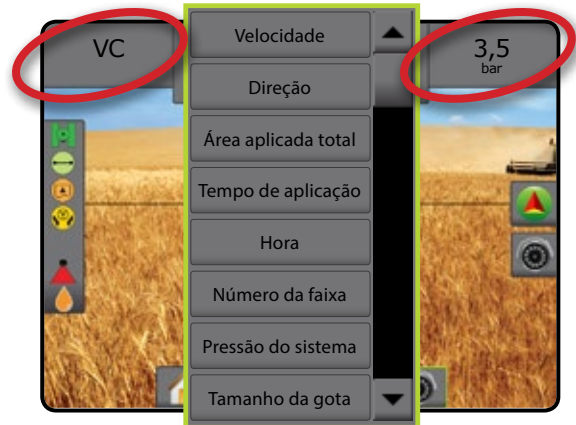 VC
3,5
bar
Velocidade
Direção
Área aplicada total
Tempo de aplicação
Hora
Número da faixa
Pressão do sistema
Tamanho da gota